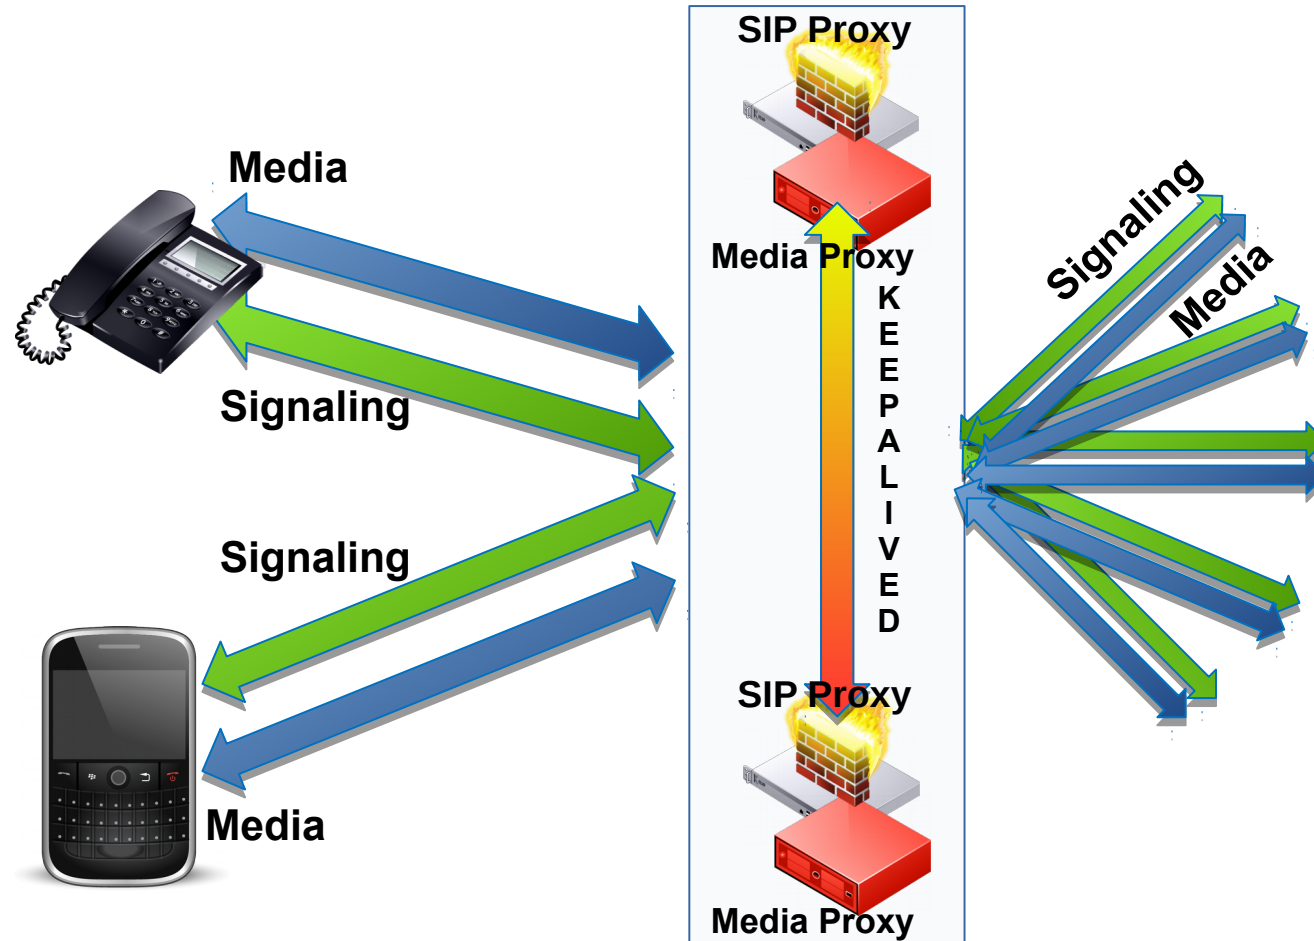 SIP Proxy
Media
Signaling
Media Proxy
Media
KEEPALIVED
Signaling
Signaling
SIP Proxy
Media
Media Proxy